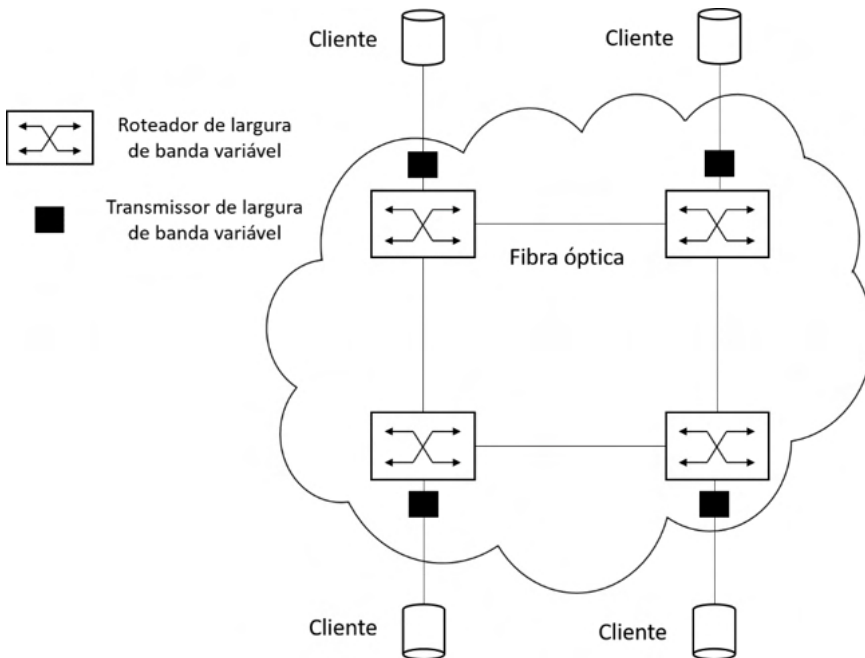 Cliente
Cliente
Roteador de largura
de banda variável
Transmissor de largura
de banda variável
Fibra óptica
Cliente
Cliente